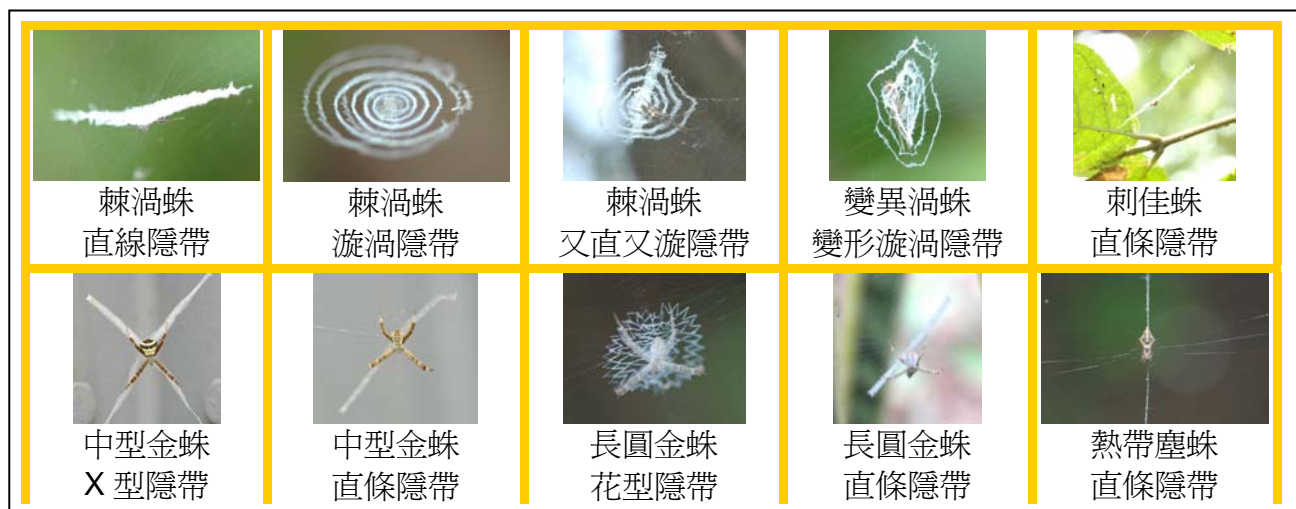 棘渦蛛
直線隱帶
棘渦蛛
漩渦隱帶
棘渦蛛
又直又漩隱帶
變異渦蛛
變形漩渦隱帶
刺佳蛛
直條隱帶
中型金蛛
X 型隱帶
中型金蛛
直條隱帶
長圓金蛛
花型隱帶
長圓金蛛
直條隱帶
熱帶塵蛛
直條隱帶